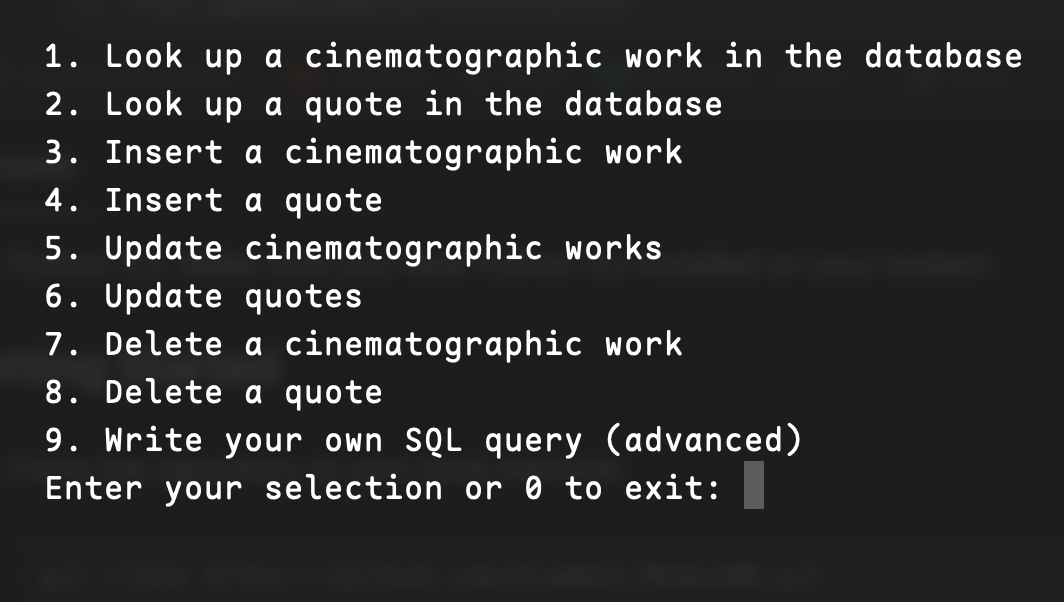 1. Look up a cinematographic work in the database
2. Look up a quote in the database
3. Insert a cinematographic work
4. Insert a quote
5. Update cinematographic works
6. Update quotes
7. Delete a cinematographic work
8. Delete a quote
9. Write your own SQL query (advanced)
Enter your selection or 0 to exit: